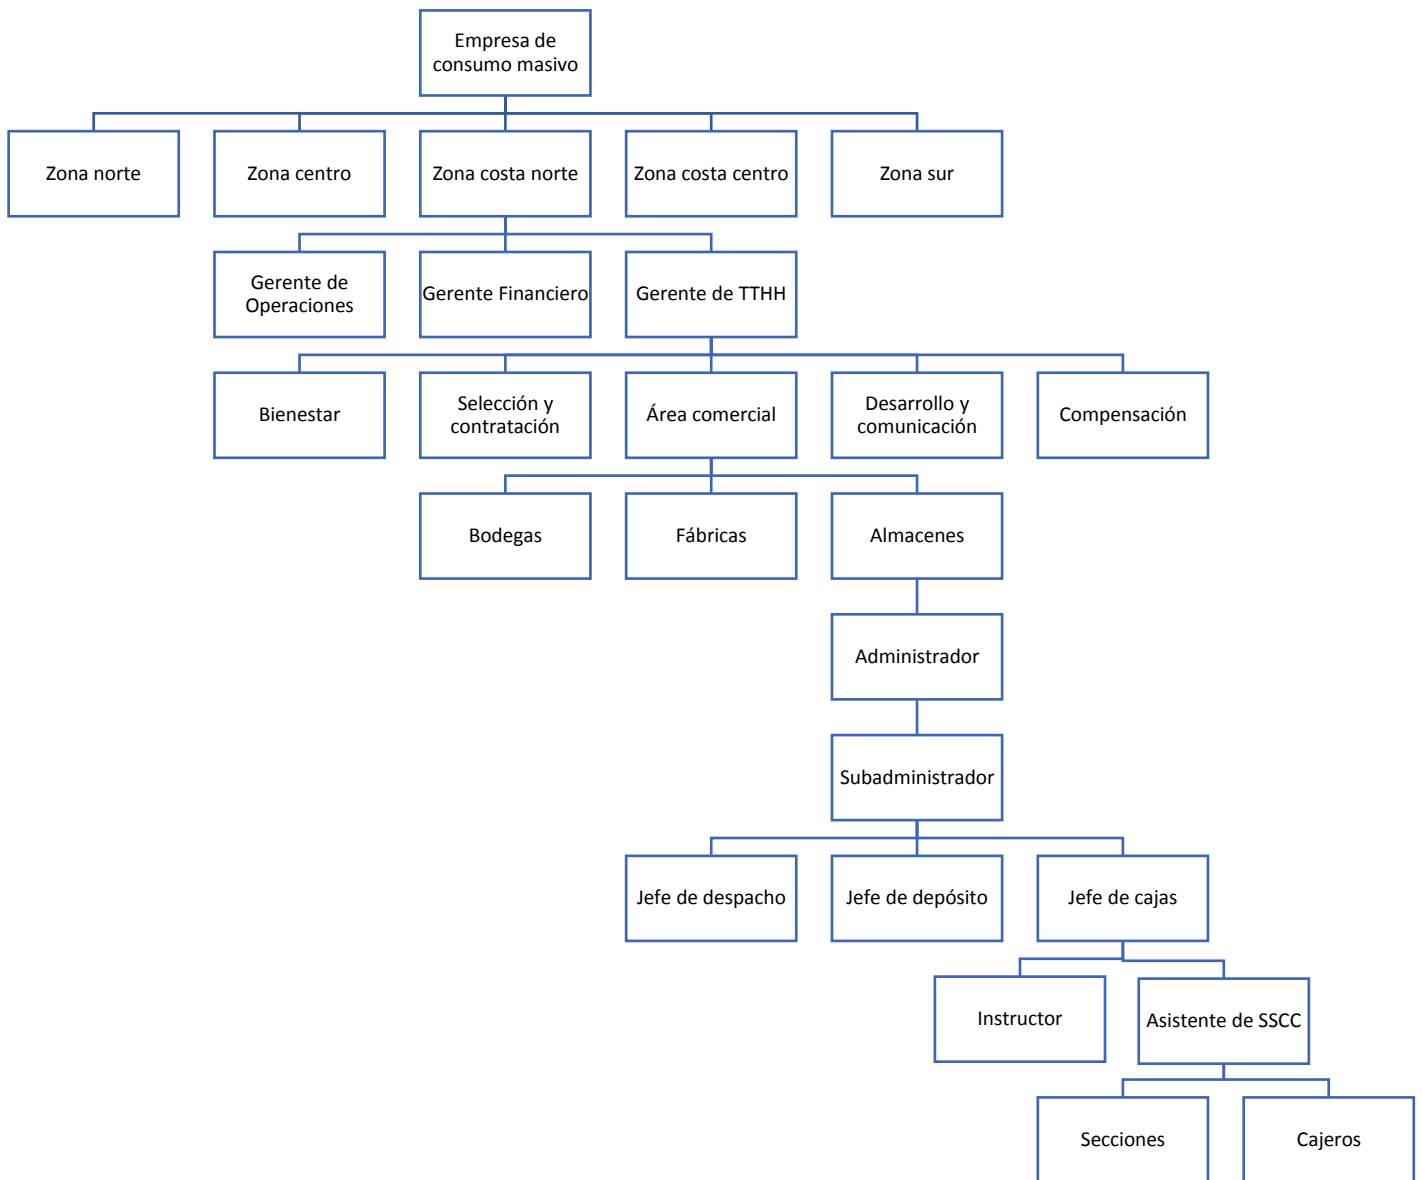 Empresa de
consumo masivo
Zona norte
Zona centro
Zona costa norte
Zona costa centro
Zona sur
Gerente de
Operaciones
Gerente Financiero
Gerente de TTHH
Bienestar
Selección y
contratación
Área comercial
Desarrollo y
comunicación
Compensación
Bodegas
Fábricas
Almacenes
Administrador
Subadministrador
Jefe de despacho
Jefe de depósito
Jefe de cajas
Instructor
Asistente de SSCC
Secciones
Cajeros